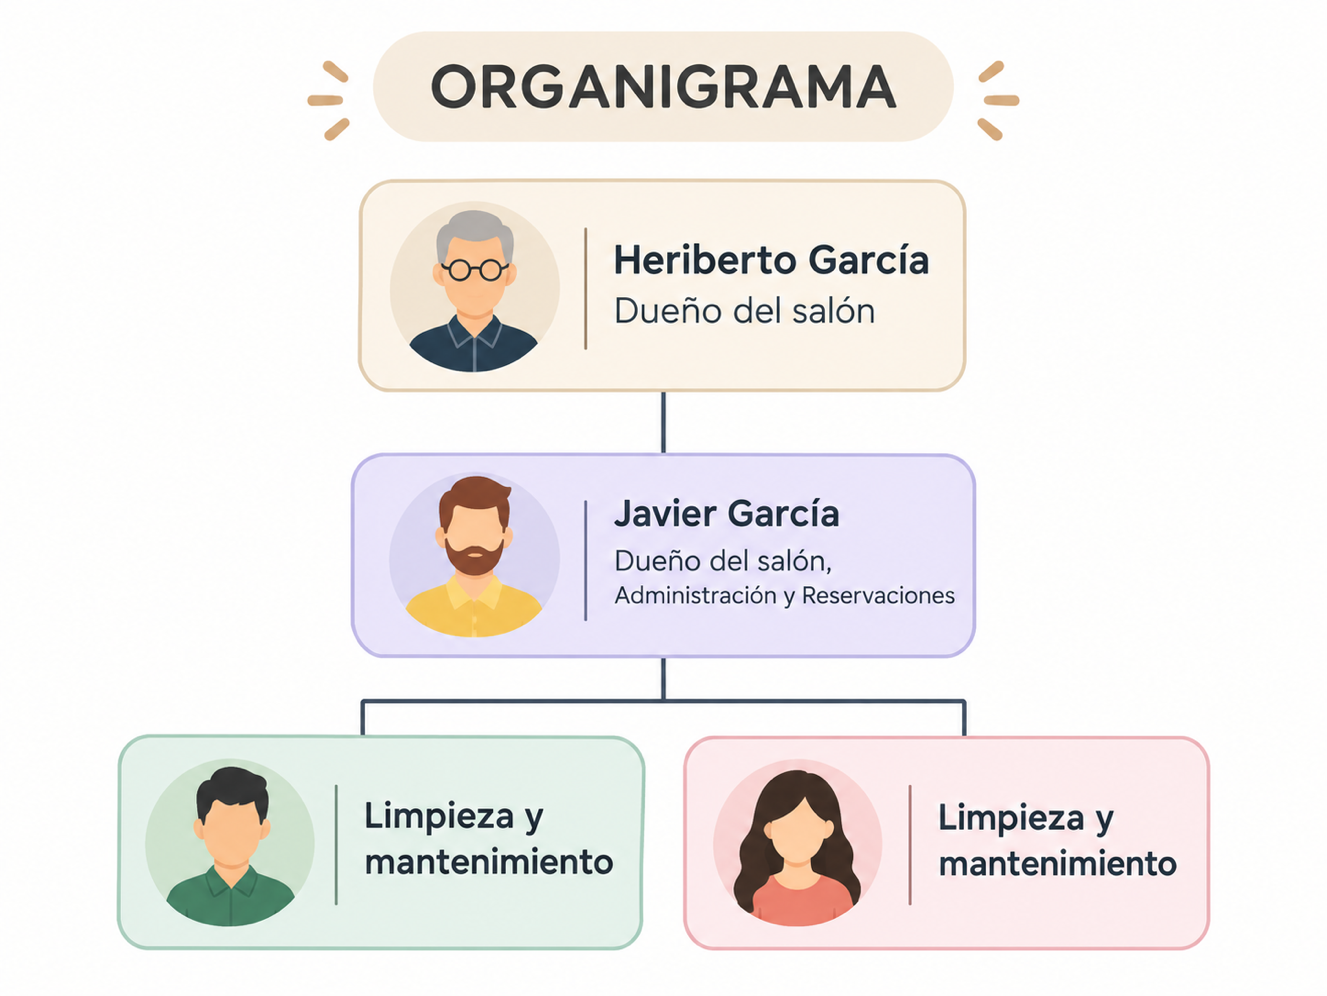 ORGANIGRAMA
Heriberto García
Dueño del salón
Javier García
Dueño del salón,
Administración y Reservaciones
Limpieza y
mantenimiento
Limpieza y
mantenimiento